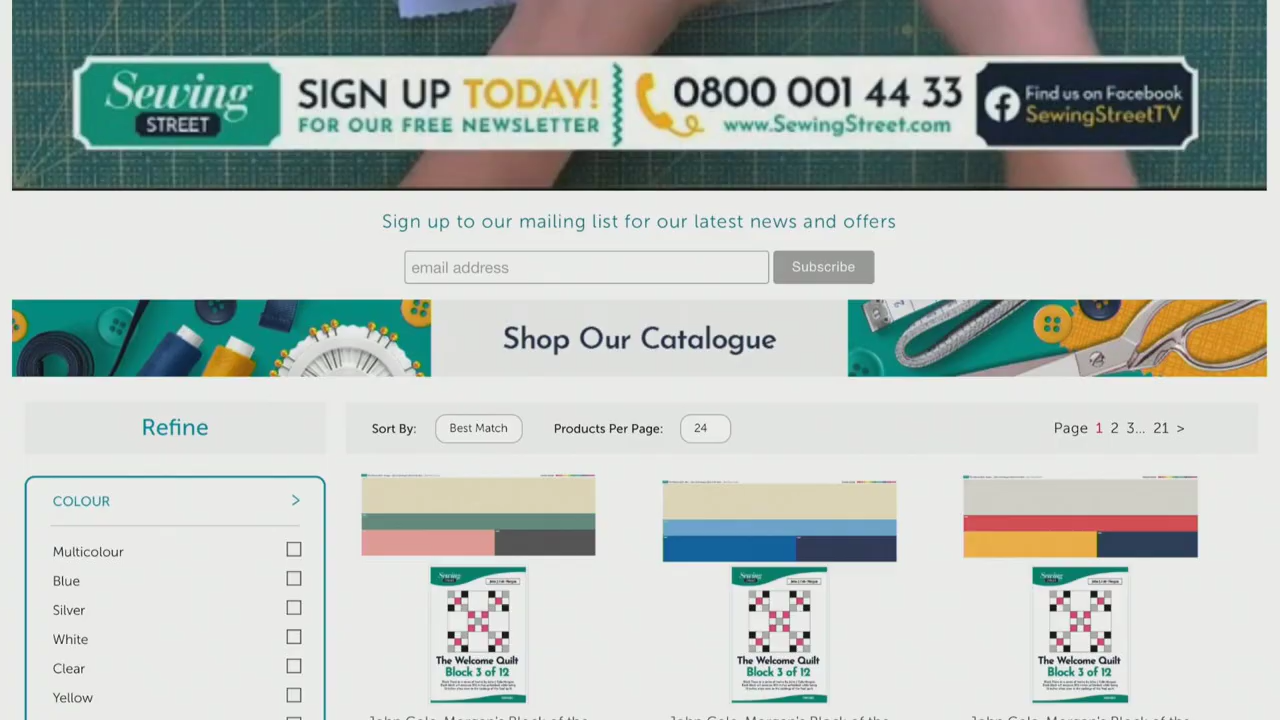 Sewing
STREET
SIGN UP TODAY!
FOR OUR FREE NEWSLETTER
0800 001 44 33
www.SewingStreet.com
Find us on Facebook
SewingStreetTV
Sign up to our mailing list for our latest news and offers
email address
Subscribe
Shop Our Catalogue
Refine
Sort By: Best Match Products Per Page: 24 Page 1 2 3... 21 >
COLOUR >
Multicolour
Blue
Silver
White
Clear
Yellow
Sewing
The Welcome Quilt
Block 3 of 12
Sewing
The Welcome Quilt
Block 3 of 12
Sewing
The Welcome Quilt
Block 3 of 12